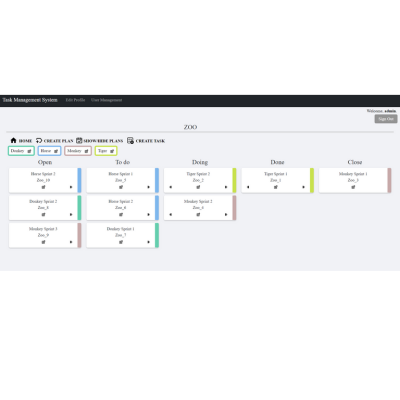 Task Management System Edit Profile User Management
Welcome, admin
Sign Out
ZOO
HOME CREATE PLAN SHOW/HIDE PLANS CREATE TASK
Donkey Horse Monkey Tiger
Open To do Doing Done Close
Horse Sprint 3 Horse Sprint 1 Tiger Sprint 2 Tiger Sprint 1 Monkey Sprint 1
Zoo_10 Zoo_5 Zoo_2 Zoo_1 Zoo_3
Donkey Sprint 2 Horse Sprint 2 Monkey Sprint 2
Zoo_8 Zoo_6 Zoo_4
Monkey Sprint 3 Donkey Sprint 1
Zoo_9 Zoo_7